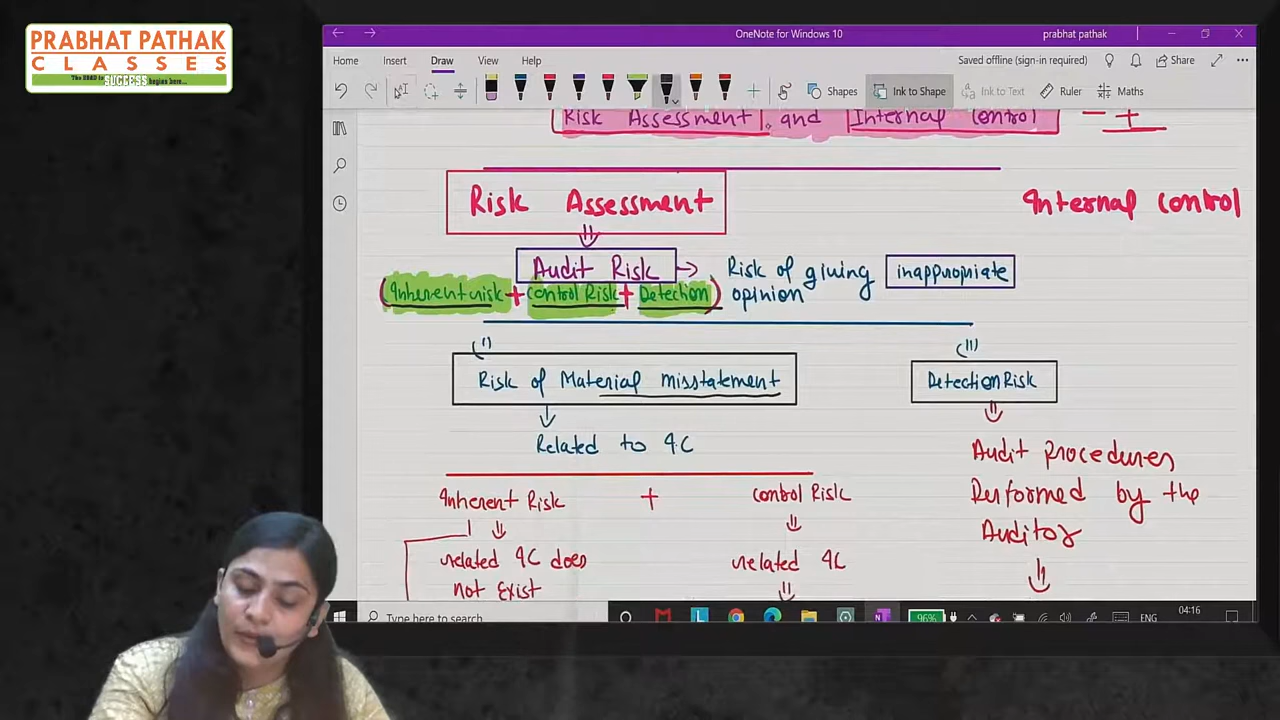 PRABHAT PATHAK
CLASSES
SUCCESS
OneNote for Windows 10
prabhat pathak
Home Insert Draw View Help
Saved offline (sign-in required)
Share
Shapes
Ink to Shape
Ink to Text
Ruler
Maths
Risk Assessment and Internal Control
Risk Assessment
Internal control
Audit Risk → Risk of giving inappropriate
(Inherent risk + control Risk + Detection) opinion
(i) (ii)
Risk of Material misstatement
Detection Risk
Related to I.C
Audit procedures
Inherent Risk + control Risk
Performed by the
Auditor
related IC does
related IC
not Exist
Type here to search
96%
ENG
04:16